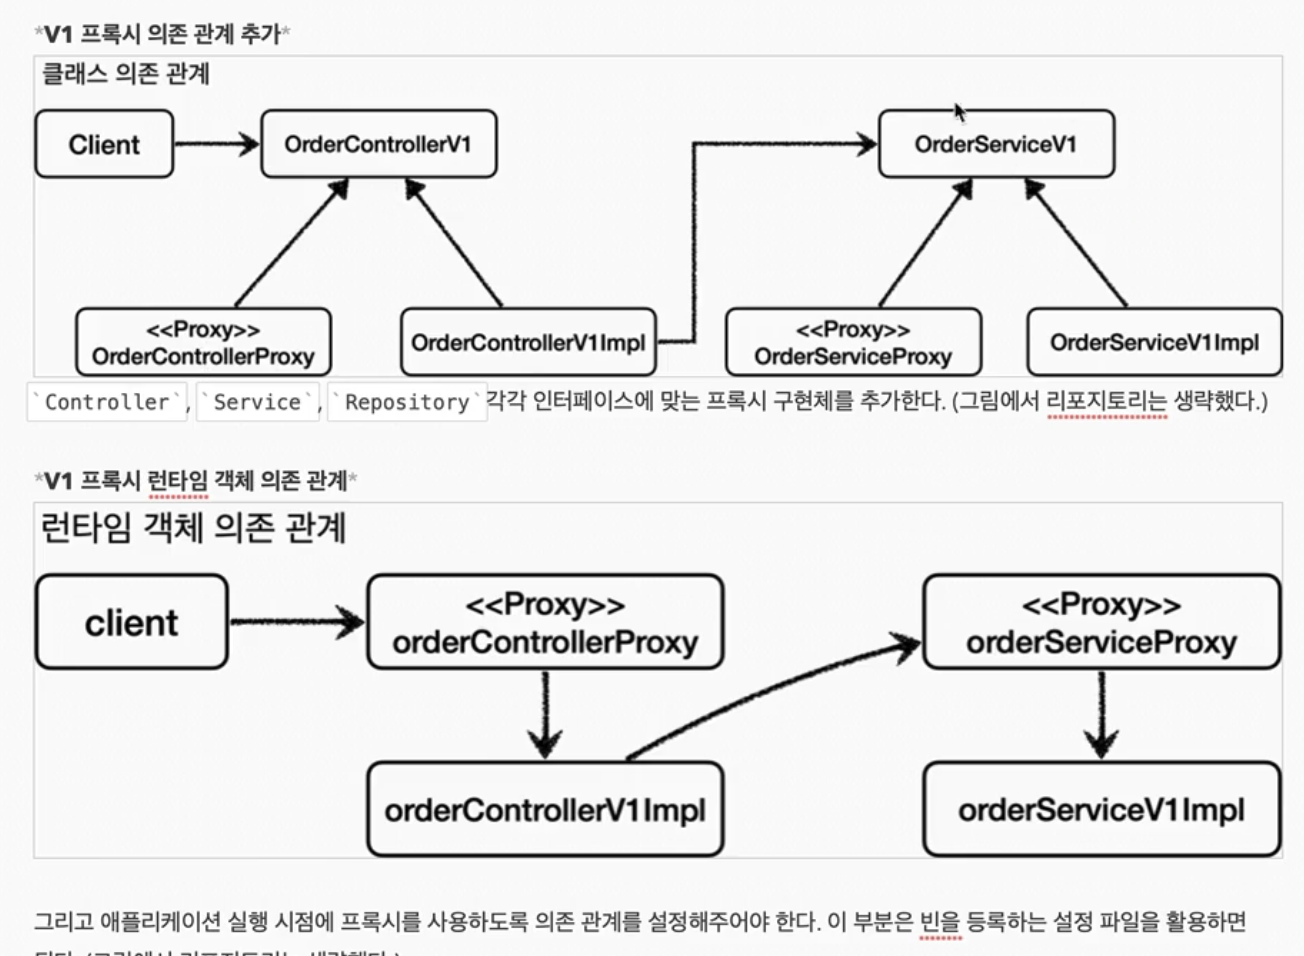 *V1 프록시 의존 관계 추가*
클래스 의존 관계
Client
OrderControllerV1
OrderServiceV1
<<Proxy>>
OrderControllerProxy
OrderControllerV1Impl
<<Proxy>>
OrderServiceProxy
OrderServiceV1Impl
`Controller`, `Service`, `Repository` 각각 인터페이스에 맞는 프록시 구현체를 추가한다. (그림에서 리포지토리는 생략했다.)
*V1 프록시 런타임 객체 의존 관계*
런타임 객체 의존 관계
client
<<Proxy>>
orderControllerProxy
<<Proxy>>
orderServiceProxy
orderControllerV1Impl
orderServiceV1Impl
그리고 애플리케이션 실행 시점에 프록시를 사용하도록 의존 관계를 설정해주어야 한다. 이 부분은 빈을 등록하는 설정 파일을 활용하면